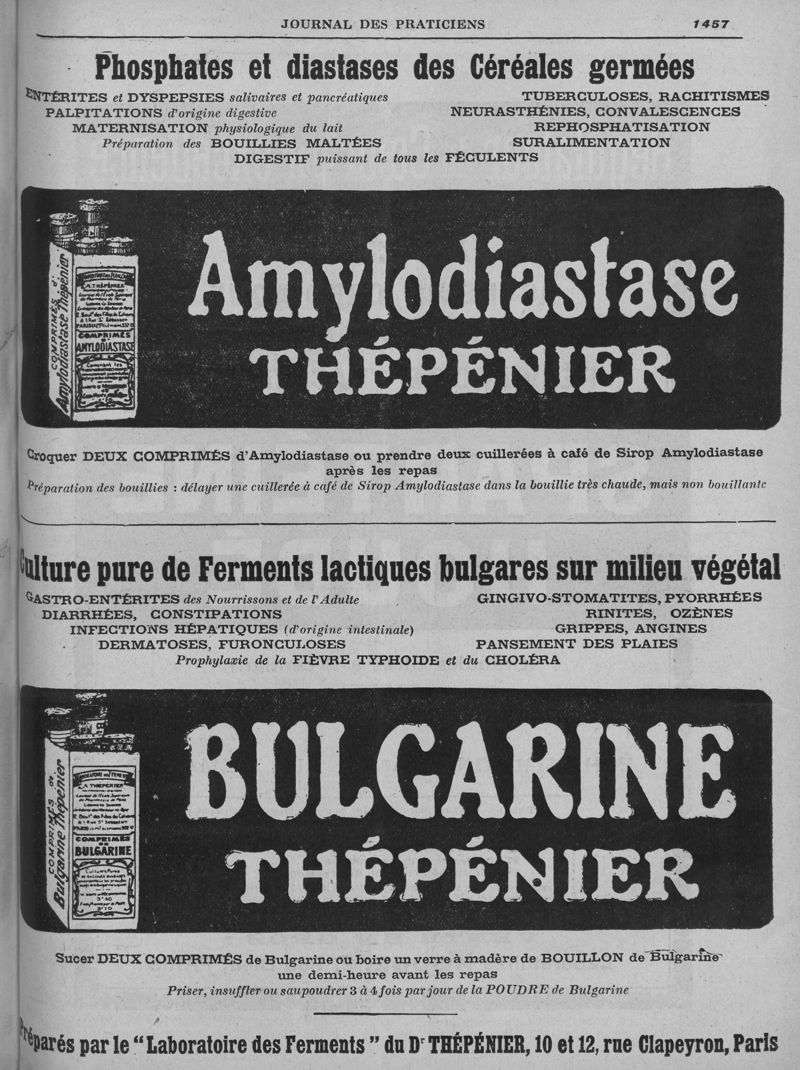 JOURNAL DES PRATICIENS 1457
Phosphates et diastases des Céréales germées
ENTÉRITES et DYSPEPSIES salivaires et pancréatiques
PALPITATIONS d'origine digestive
MATERNISATION physiologique du lait
Préparation des BOUILLIES MALTÉES
TUBERCULOSES, RACHITISMES
NEURASTHÉNIES, CONVALESCENCES
REPHOSPHATISATION
SURALIMENTATION
DIGESTIF puissant de tous les FÉCULENTS
COMPRIMÉS d'
Amylodiastase Thépénier
A. THÉPÉNIER
COMPRIMÉS
AMYLODIASTASE
Amylodiastase
THÉPÉNIER
Croquer DEUX COMPRIMÉS d'Amylodiastase ou prendre deux cuillerées à café de Sirop Amylodiastase
après les repas
Préparation des bouillies : délayer une cuillerée à café de Sirop Amylodiastase dans la bouillie très chaude, mais non bouillante
Culture pure de Ferments lactiques bulgares sur milieu végétal
GASTRO-ENTÉRITES des Nourrissons et de l'Adulte
DIARRHÉES, CONSTIPATIONS
INFECTIONS HÉPATIQUES (d'origine intestinale)
DERMATOSES, FURONCULOSES
GINGIVO-STOMATITES, PYORRHÉES
RINITES, OZÈNES
GRIPPES, ANGINES
PANSEMENT DES PLAIES
Prophylaxie de la FIÈVRE TYPHOIDE et du CHOLÉRA
COMPRIMÉS de
Bulgarine Thépénier
A. THÉPÉNIER
COMPRIMÉS
BULGARINE
BULGARINE
THÉPÉNIER
Sucer DEUX COMPRIMÉS de Bulgarine ou boire un verre à madère de BOUILLON de Bulgarine
une demi-heure avant les repas
Priser, insuffler ou saupoudrer 3 à 4 fois par jour de la POUDRE de Bulgarine
Préparés par le "Laboratoire des Ferments" du Dr THÉPÉNIER, 10 et 12, rue Clapeyron, Paris